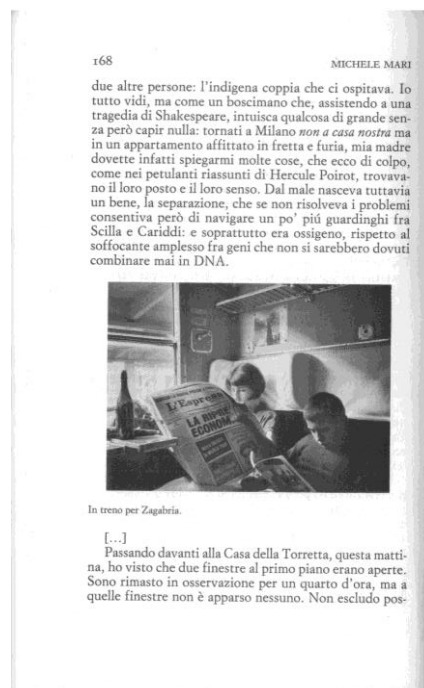 168
MICHELE MARI
due altre persone: l'indigena coppia che ci ospitava. Io
tutto vidi, ma come un boscimano che, assistendo a una
tragedia di Shakespeare, intuisca qualcosa di grande sen-
za però capir nulla: tornati a Milano non a casa nostra ma
in un appartamento affittato in fretta e furia, mia madre
dovette infatti spiegarmi molte cose, che ecco di colpo,
come nei petulanti riassunti di Hercule Poirot, trovava-
no il loro posto e il loro senso. Dal male nasceva tuttavia
un bene, la separazione, che se non risolveva i problemi
consentiva però di navigare un po' piú guardinghi fra
Scilla e Cariddi: e soprattutto era ossigeno, rispetto al
soffocante amplesso fra geni che non si sarebbero dovuti
combinare mai in DNA.
L'Espresso
LA RIPRE
ECONOM
In treno per Zagabria.
[...]
Passando davanti alla Casa della Torretta, questa matti-
na, ho visto che due finestre al primo piano erano aperte.
Sono rimasto in osservazione per un quarto d'ora, ma a
quelle finestre non è apparso nessuno. Non escludo pos-